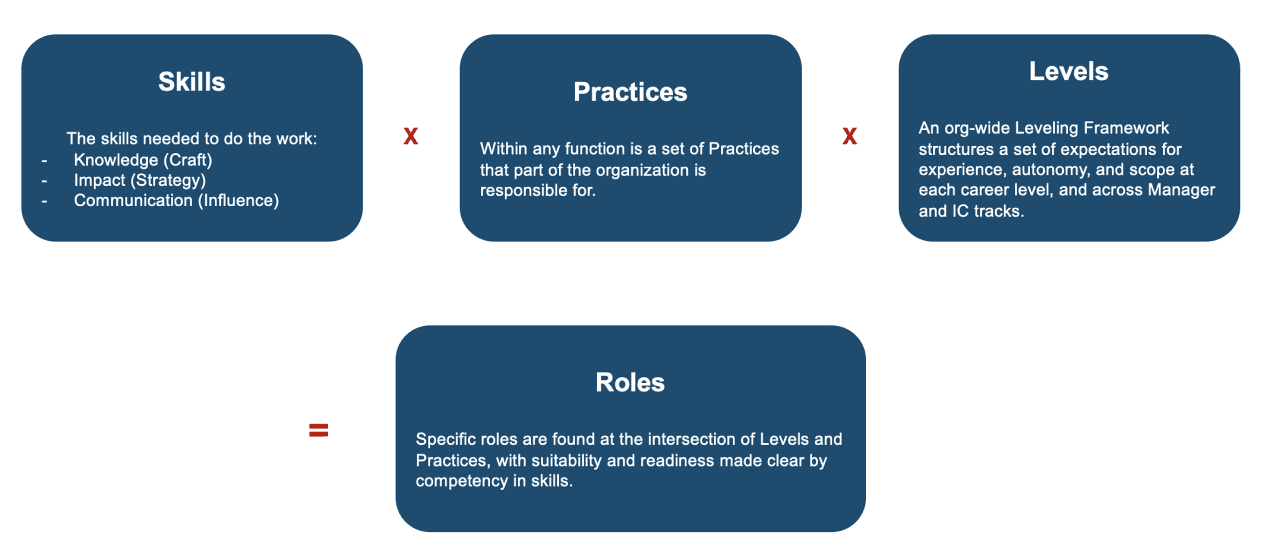 Skills
The skills needed to do the work:
- Knowledge (Craft)
- Impact (Strategy)
- Communication (Influence)
x
Practices
Within any function is a set of Practices
that part of the organization is
responsible for.
x
Levels
An org-wide Leveling Framework
structures a set of expectations for
experience, autonomy, and scope at
each career level, and across Manager
and IC tracks.
=
Roles
Specific roles are found at the intersection of Levels and
Practices, with suitability and readiness made clear by
competency in skills.